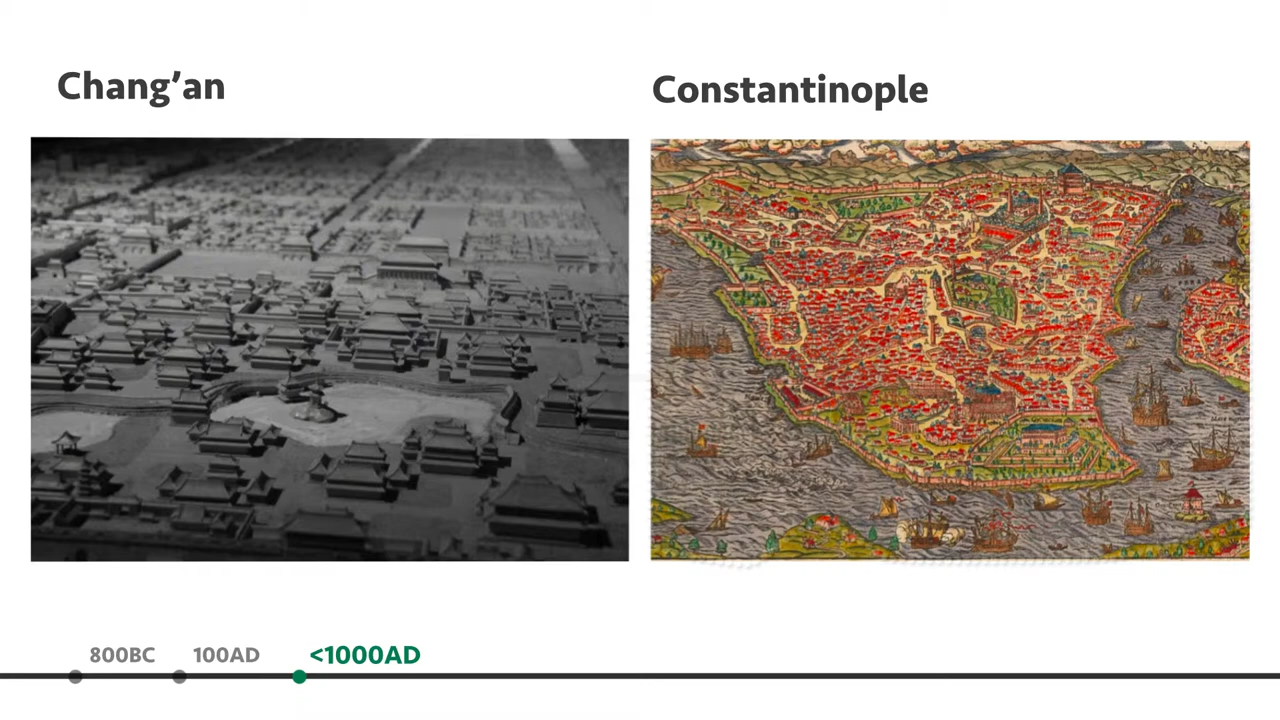 Chang’an
Constantinople
800BC
100AD
<1000AD